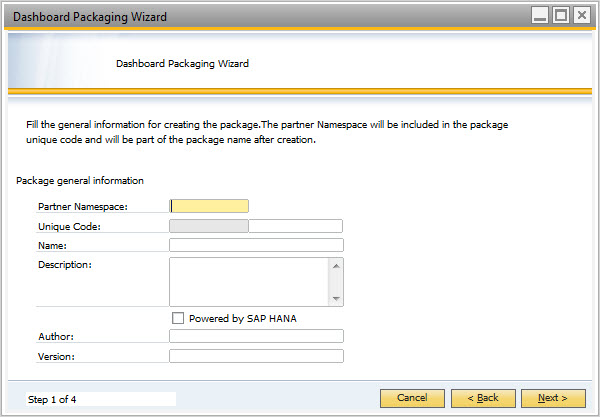 Dashboard Packaging Wizard
Dashboard Packaging Wizard
Fill the general information for creating the package.The partner Namespace will be included in the package
unique code and will be part of the package name after creation.
Package general information
Partner Namespace:
Unique Code:
Name:
Description:
Powered by SAP HANA
Author:
Version:
Step 1 of 4
Cancel
< Back
Next >